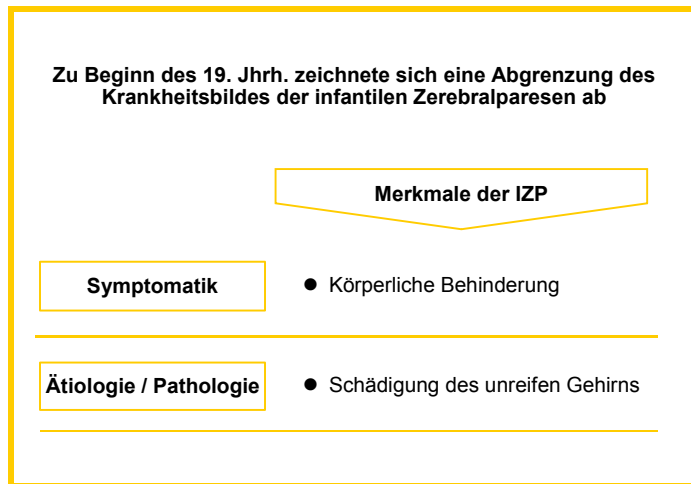 Zu Beginn des 19. Jhrh. zeichnete sich eine Abgrenzung des
Krankheitsbildes der infantilen Zerebralparesen ab
Merkmale der IZP
Symptomatik
● Körperliche Behinderung
Ätiologie / Pathologie
● Schädigung des unreifen Gehirns